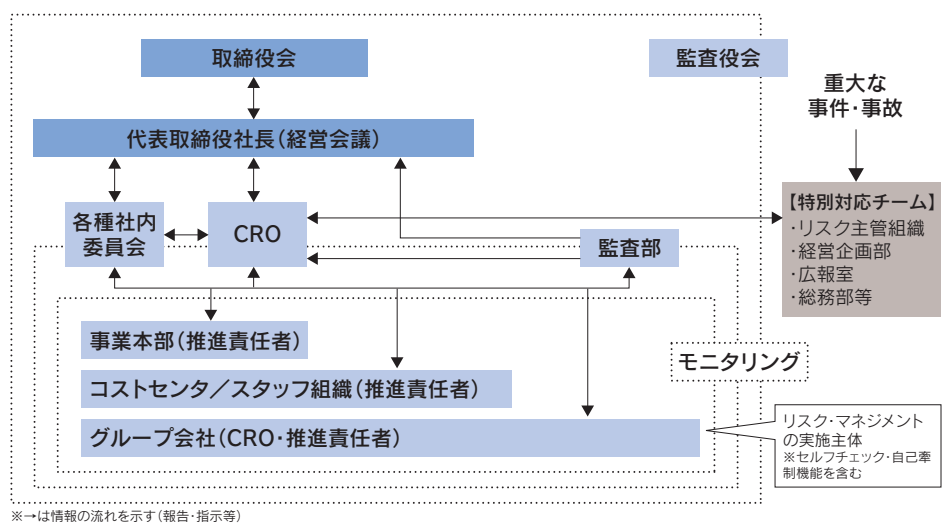 取締役会
監査役会
重大な
事件・事故
代表取締役社長(経営会議)
各種社内
委員会
CRO
監査部
【特別対応チーム】
・リスク主管組織
・経営企画部
・広報室
・総務部等
事業本部(推進責任者)
モニタリング
コストセンタ／スタッフ組織(推進責任者)
グループ会社(CRO・推進責任者)
リスク・マネジメント
の実施主体
※セルフチェック・自己牽
制機能を含む
※→は情報の流れを示す(報告・指示等)